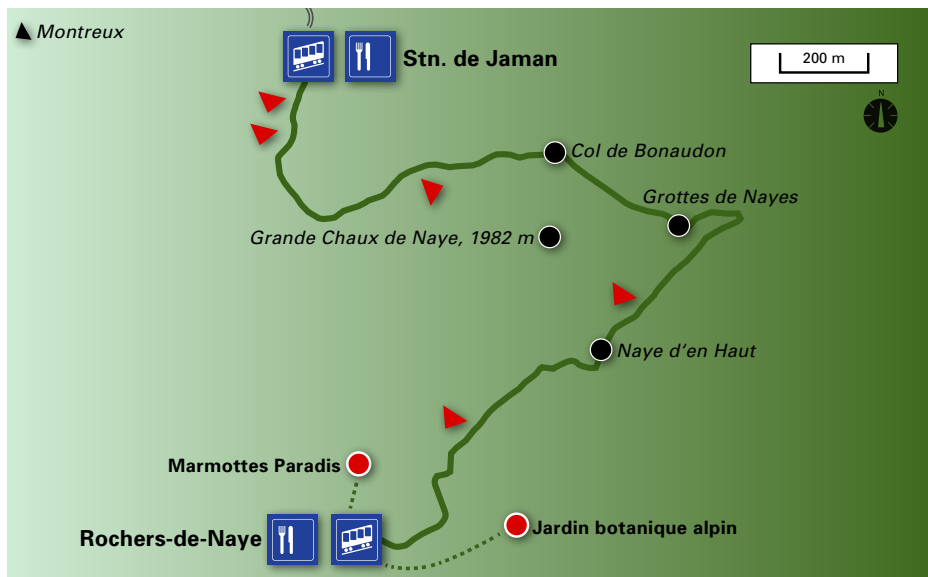 Montreux
Stn. de Jaman
200 m
N
Col de Bonaudon
Grottes de Nayes
Grande Chaux de Naye, 1982 m
Naye d'en Haut
Marmottes Paradis
Rochers-de-Naye
Jardin botanique alpin